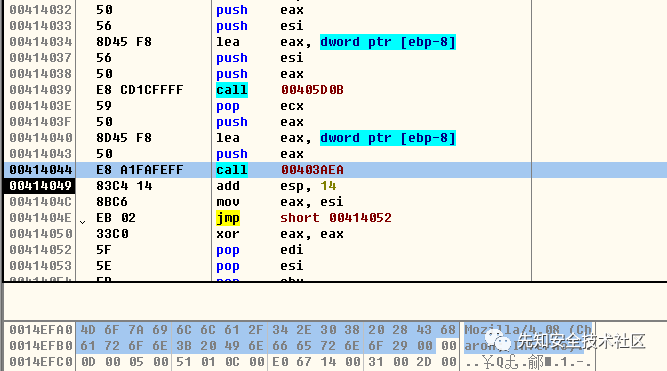 00414032 50 push eax
00414033 56 push esi
00414034 8D45 F8 lea eax, dword ptr [ebp-8]
00414037 56 push esi
00414038 50 push eax
00414039 E8 CD1CFFFF call 00405D0B
0041403E 59 pop ecx
0041403F 50 push eax
00414040 8D45 F8 lea eax, dword ptr [ebp-8]
00414043 50 push eax
00414044 E8 A1FAFEFF call 00403AEA
00414049 83C4 14 add esp, 14
0041404C 8BC6 mov eax, esi
0041404E EB 02 jmp short 00414052
00414050 33C0 xor eax, eax
00414052 5F pop edi
00414053 5E pop esi
0014EFA0 4D 6F 7A 69 6C 6C 61 2F 34 2E 30 38 20 28 43 68 Mozilla/4.08 (Ch
0014EFB0 61 72 6F 6E 3B 20 49 6E 66 65 72 6E 6F 29 00 00
0014EFC0 0D 00 05 00 51 01 0C 00 E0 67 14 00 31 00 2D 00
先知安全技术社区